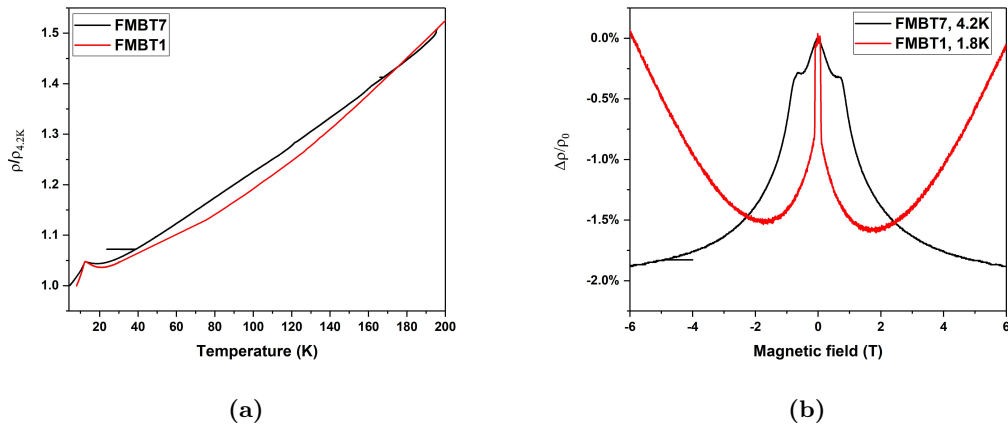 FMBT7
FMBT1
ρ/ρ4.2K
1.5
1.4
1.3
1.2
1.1
1.0
20 40 60 80 100 120 140 160 180 200
Temperature (K)
(a)
FMBT7, 4.2K
FMBT1, 1.8K
Δρ/ρ0
0.0%
-0.5%
-1.0%
-1.5%
-2.0%
-6 -4 -2 0 2 4 6
Magnetic field (T)
(b)